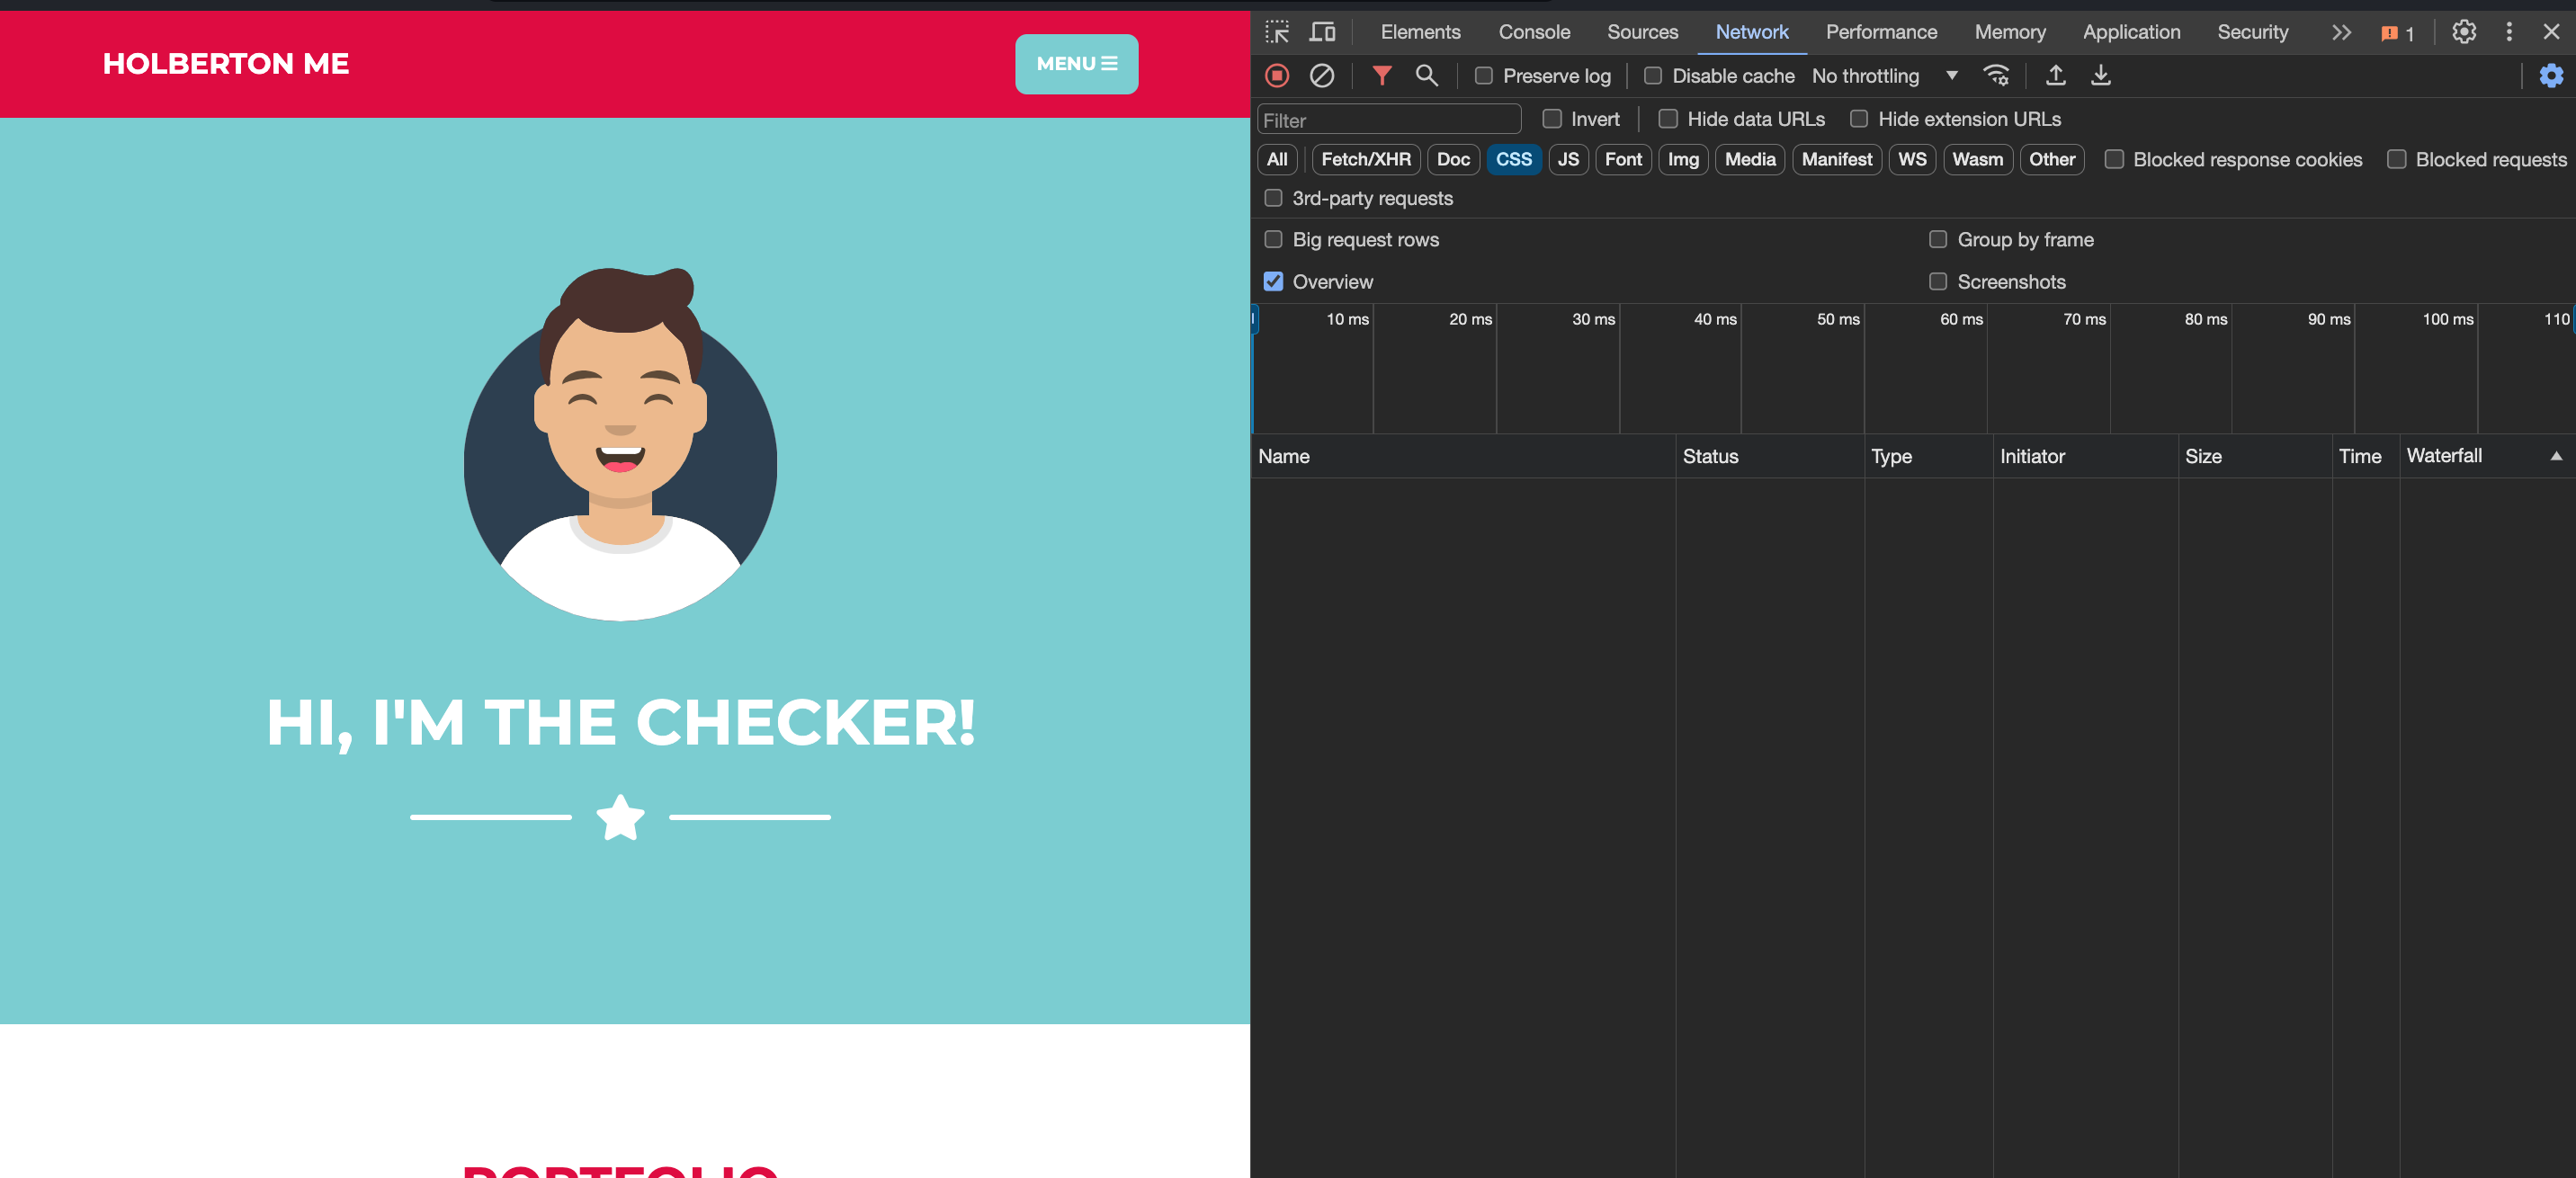 HOLBERTON ME
MENU
HI, I'M THE CHECKER!
PORTFOLIO
Elements Console Sources Network Performance Memory Application Security 1
Preserve log Disable cache No throttling
Filter Invert Hide data URLs Hide extension URLs
All Fetch/XHR Doc CSS JS Font Img Media Manifest WS Wasm Other Blocked response cookies Blocked requests
3rd-party requests
Big request rows Group by frame
Overview Screenshots
10 ms 20 ms 30 ms 40 ms 50 ms 60 ms 70 ms 80 ms 90 ms 100 ms 110
Name Status Type Initiator Size Time Waterfall